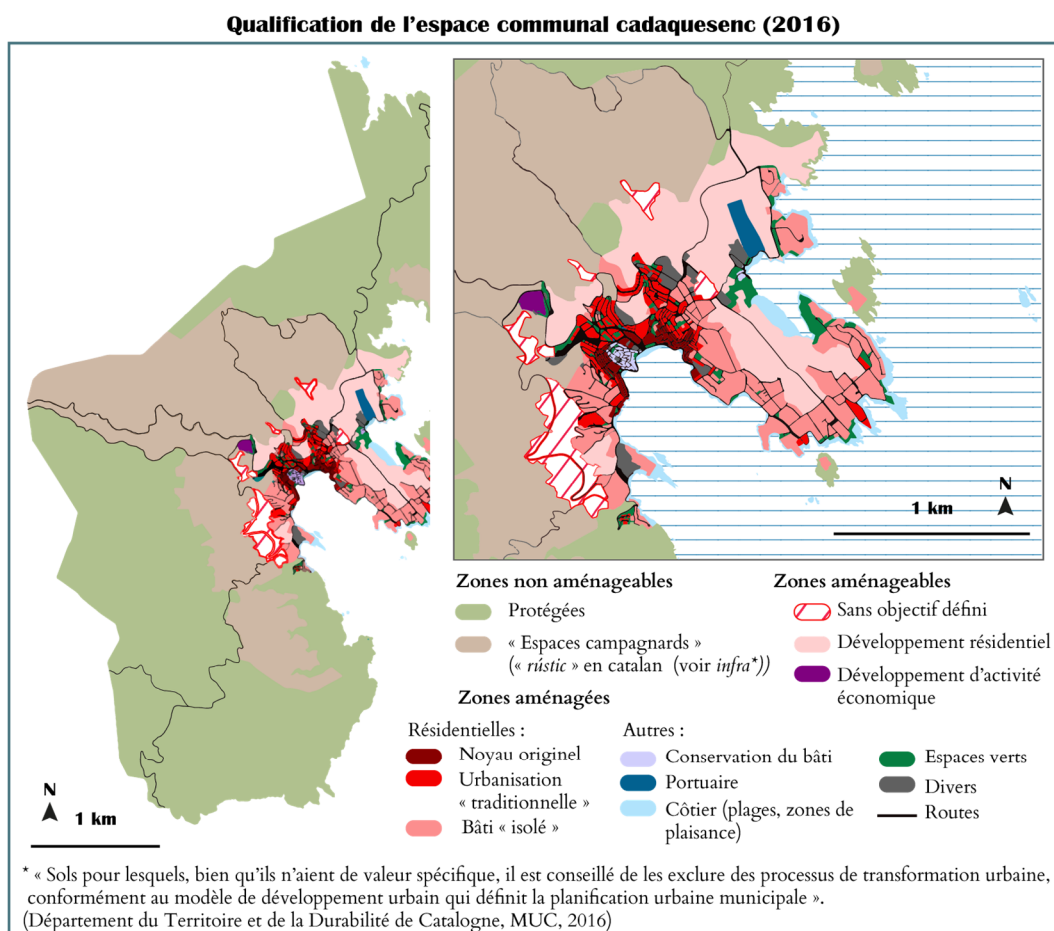 Qualification de l'espace communal cadaquesenc (2016)
N
1 km
N
1 km
Zones non aménageables
Protégées
« Espaces campagnards »
(« rústic » en catalan (voir infra*))
Zones aménageables
Sans objectif défini
Développement résidentiel
Développement d'activité
économique
Zones aménagées
Résidentielles :
Noyau originel
Urbanisation
« traditionnelle »
Bâti « isolé »
Autres :
Conservation du bâti
Portuaire
Côtier (plages, zones de
plaisance)
Espaces verts
Divers
Routes
* « Sols pour lesquels, bien qu'ils n'aient de valeur spécifique, il est conseillé de les exclure des processus de transformation urbaine,
conformément au modèle de développement urbain qui définit la planification urbaine municipale ».
(Département du Territoire et de la Durabilité de Catalogne, MUC, 2016)